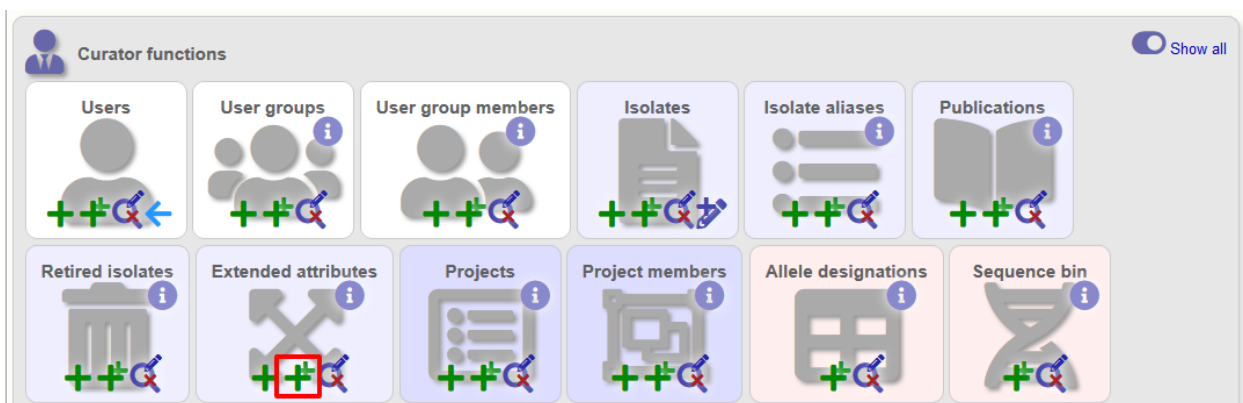 Curator functions
Show all
Users
User groups
User group members
Isolates
Isolate aliases
Publications
Retired isolates
Extended attributes
Projects
Project members
Allele designations
Sequence bin